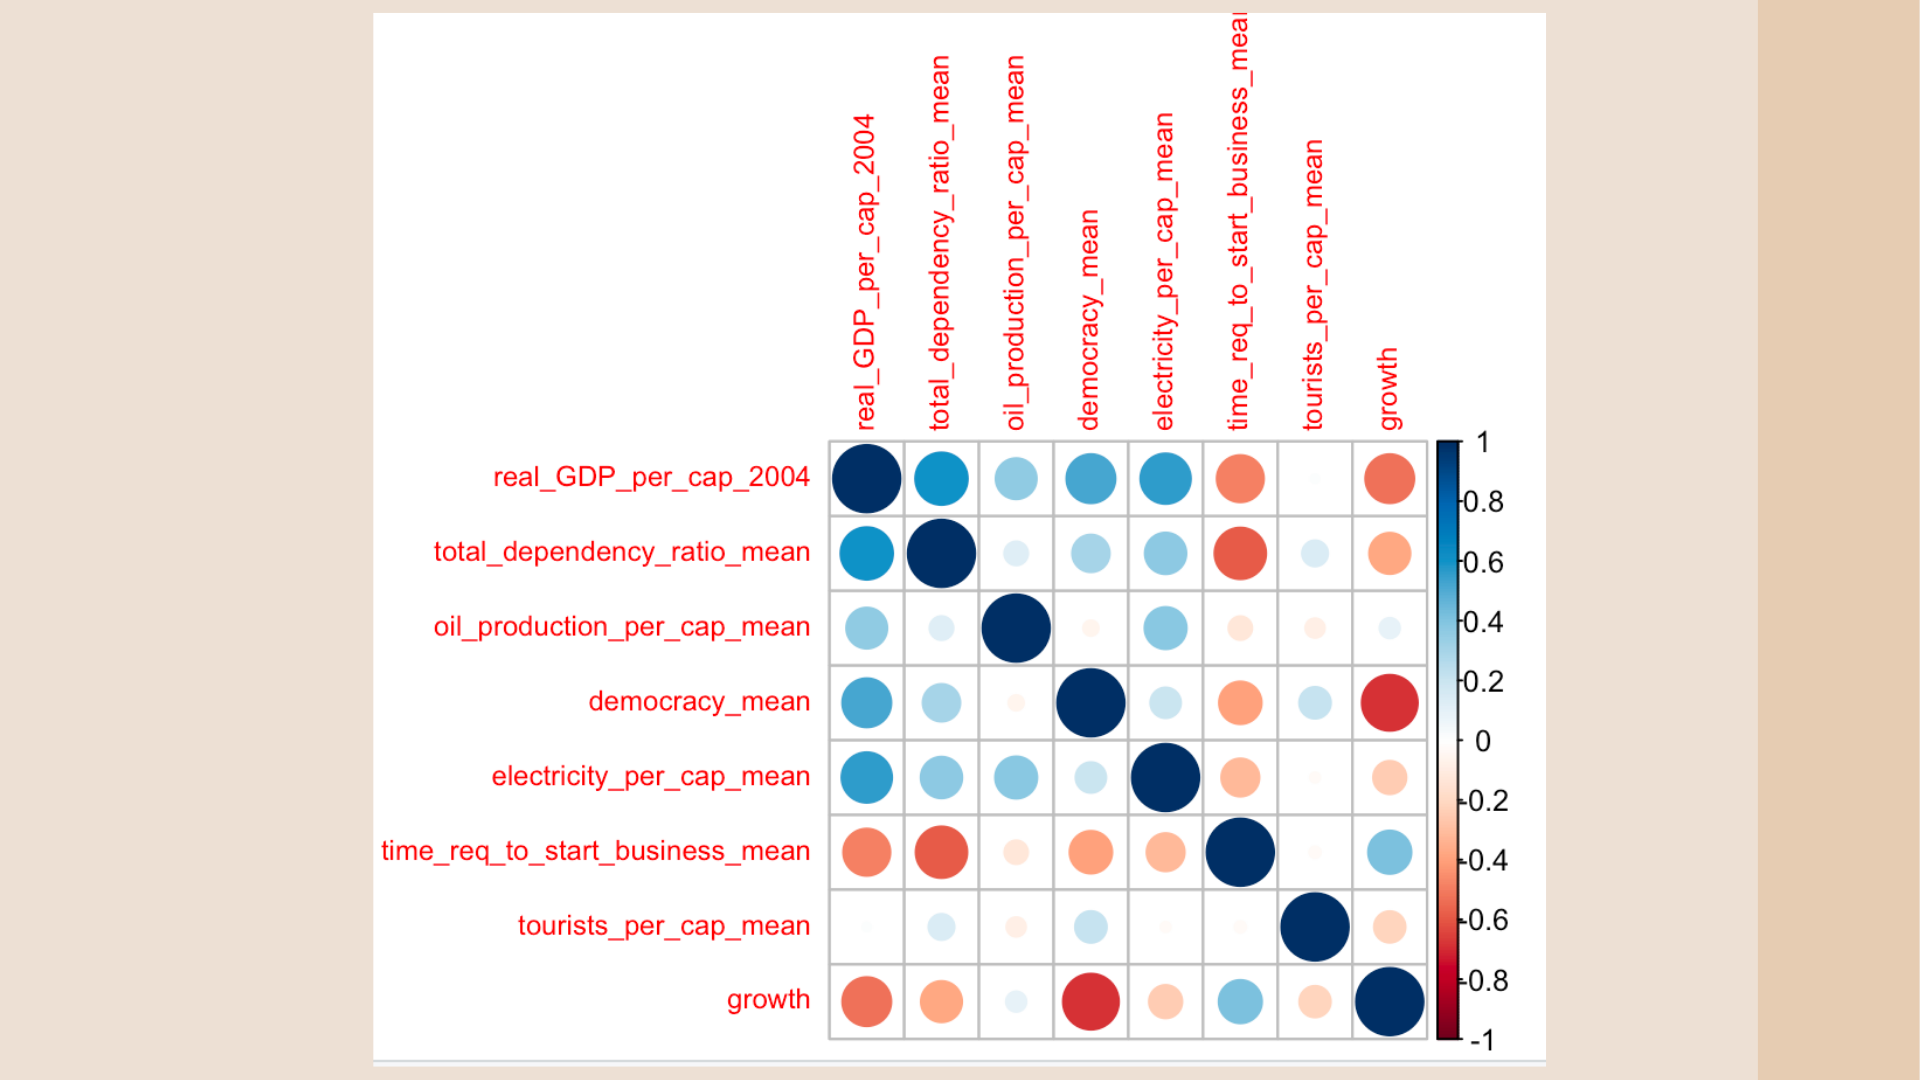 real_GDP_per_cap_2004
total_dependency_ratio_mean
oil_production_per_cap_mean
democracy_mean
electricity_per_cap_mean
time_req_to_start_business_mean
tourists_per_cap_mean
growth
real_GDP_per_cap_2004
total_dependency_ratio_mean
oil_production_per_cap_mean
democracy_mean
electricity_per_cap_mean
time_req_to_start_business_mean
tourists_per_cap_mean
growth
1
0.8
0.6
0.4
0.2
0
-0.2
-0.4
-0.6
-0.8
-1